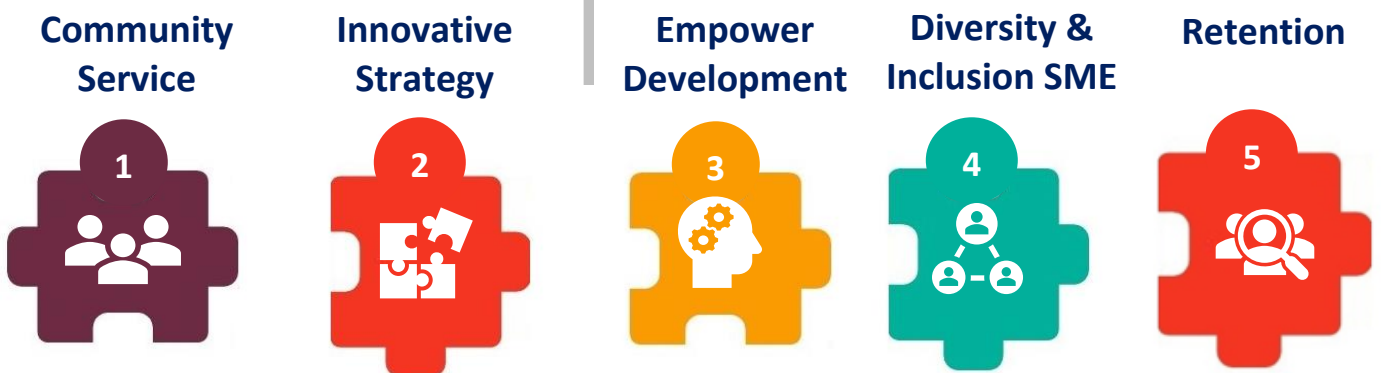 Community
Service
Innovative
Strategy
Empower
Development
Diversity &
Inclusion SME
Retention
1
2
3
4
5